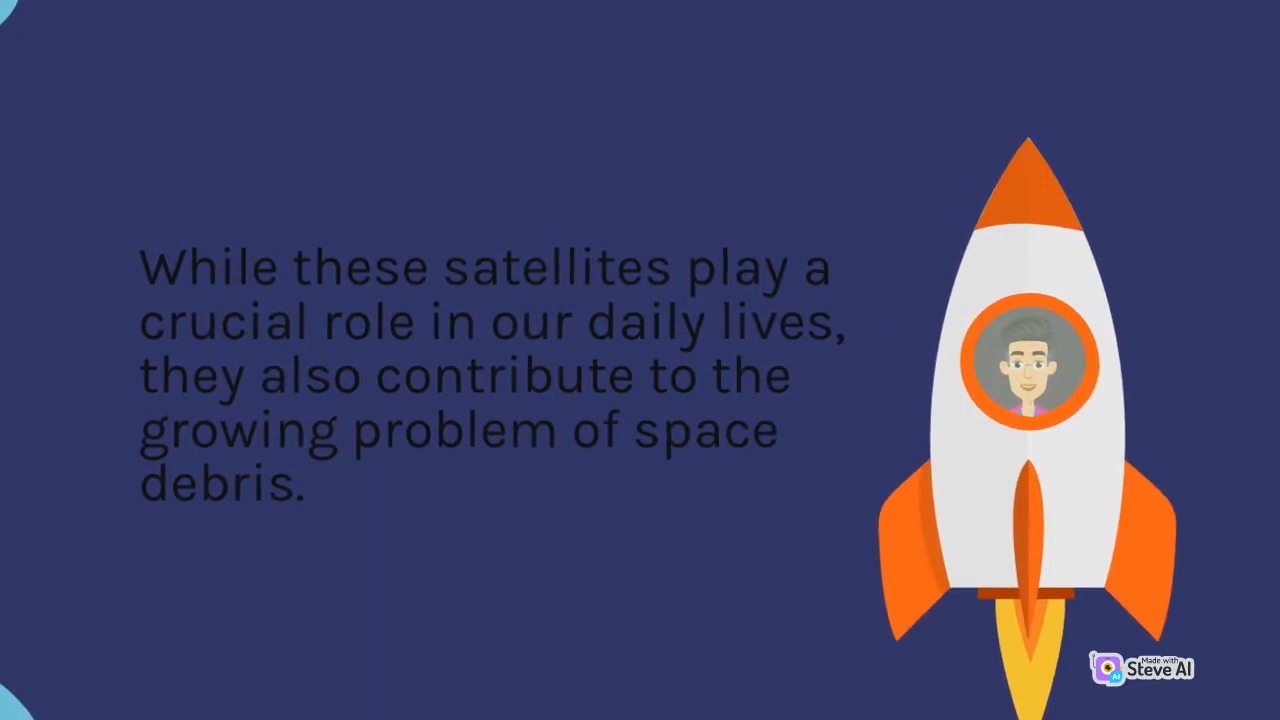 While these satellites play a
crucial role in our daily lives,
they also contribute to the
growing problem of space
debris.
Made with
Steve AI
AI